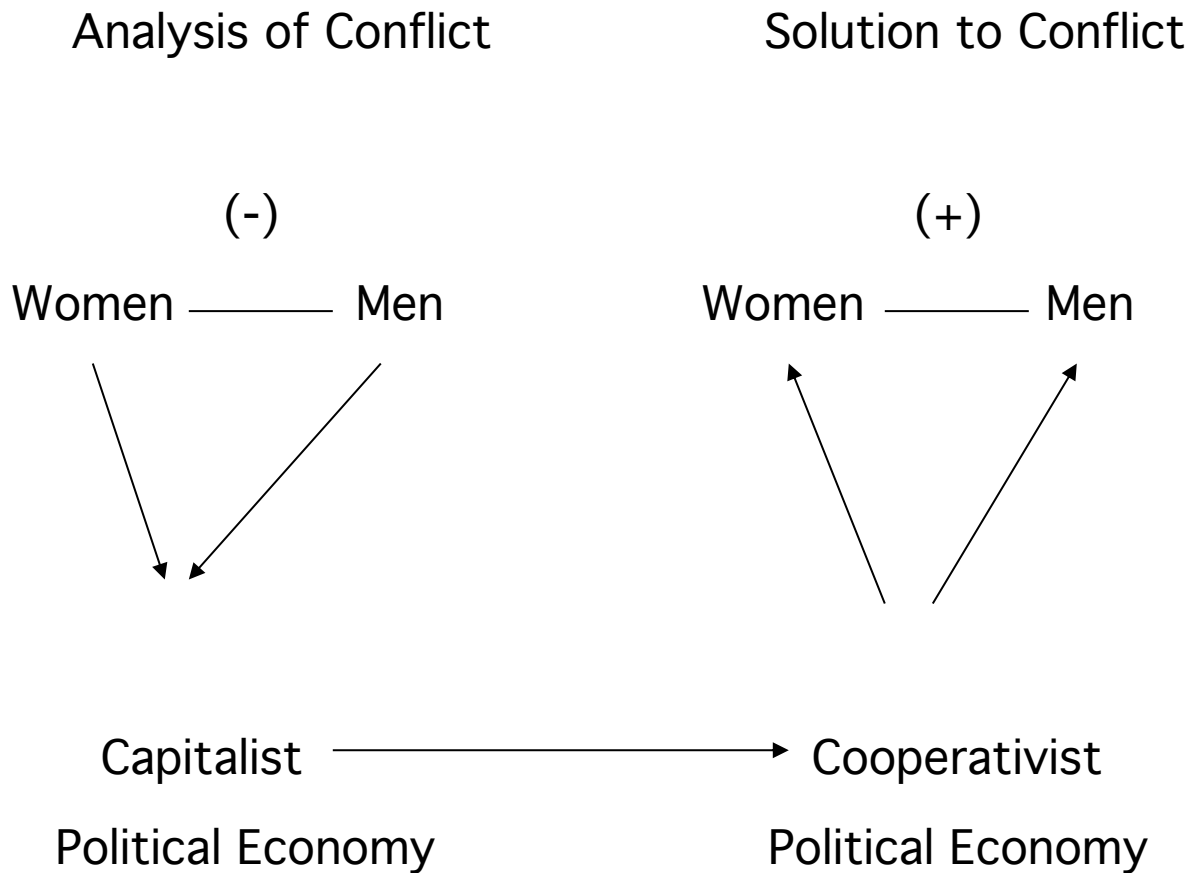 Analysis of Conflict
Solution to Conflict
(-)
(+)
Women
Men
Women
Men
Capitalist
Cooperativist
Political Economy
Political Economy